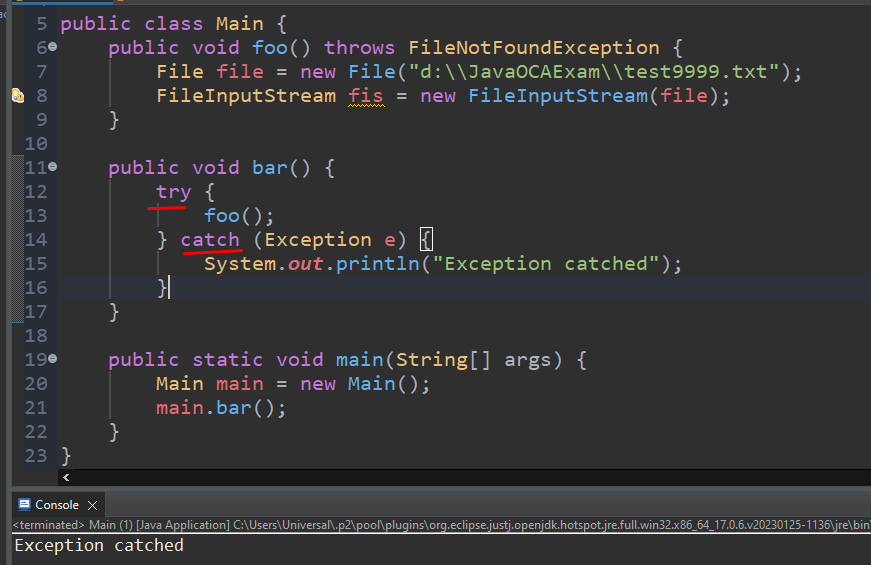 5 public class Main {
6 public void foo() throws FileNotFoundException {
7 File file = new File("d:\\JavaOCAExam\\test9999.txt");
8 FileInputStream fis = new FileInputStream(file);
9 }
10
11 public void bar() {
12 try {
13 foo();
14 } catch (Exception e) {
15 System.out.println("Exception catched");
16 }
17 }
18
19 public static void main(String[] args) {
20 Main main = new Main();
21 main.bar();
22 }
23 }
Console
<terminated> Main (1) [Java Application] C:\Users\Universal\.p2\pool\plugins\org.eclipse.justj.openjdk.hotspot.jre.full.win32.x86_64_17.0.6.v20230125-1136\jre\bin
Exception catched